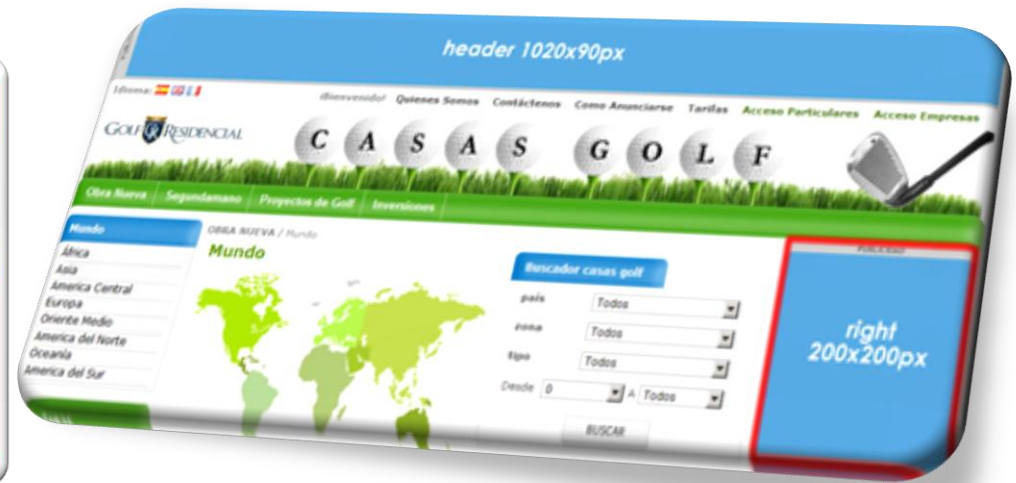 header 1020x90px
Idioma:
¡Bienvenido! Quienes Somos Contáctenos Como Anunciarse Tarifas Acceso Particulares Acceso Empresas
GOLF RESIDENCIAL
CASAS GOLF
Obra Nueva Segundamano Proyectos de Golf Inversiones
Mundo
África
Asia
America Central
Europa
Oriente Medio
America del Norte
Oceanía
America del Sur
OBRA NUEVA / Mundo
Mundo
Buscador casas golf
país Todos
zona Todos
tipo Todos
Desde 0 A Todos
BUSCAR
PUBLICIDAD
right
200x200px